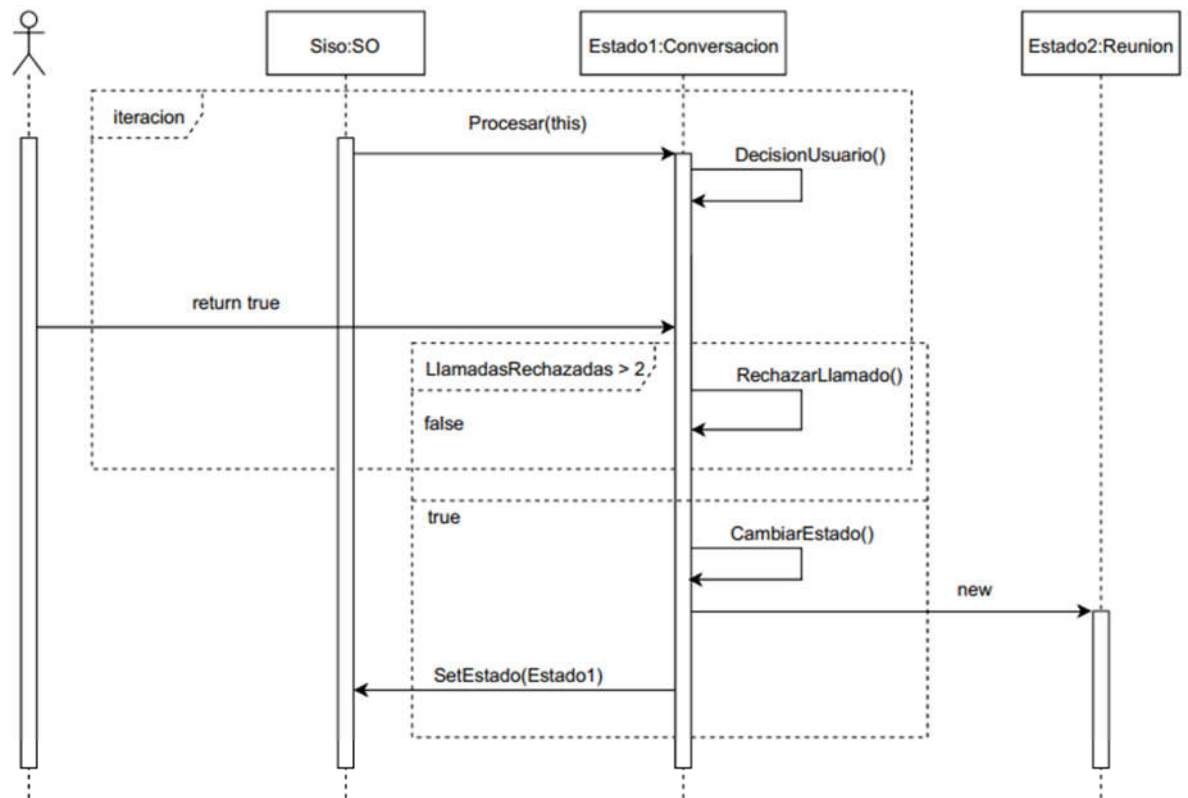 Siso:SO
Estado1:Conversacion
Estado2:Reunion
iteracion
Procesar(this)
DecisionUsuario()
return true
LlamadasRechazadas > 2
RechazarLlamado()
false
true
CambiarEstado()
new
SetEstado(Estado1)